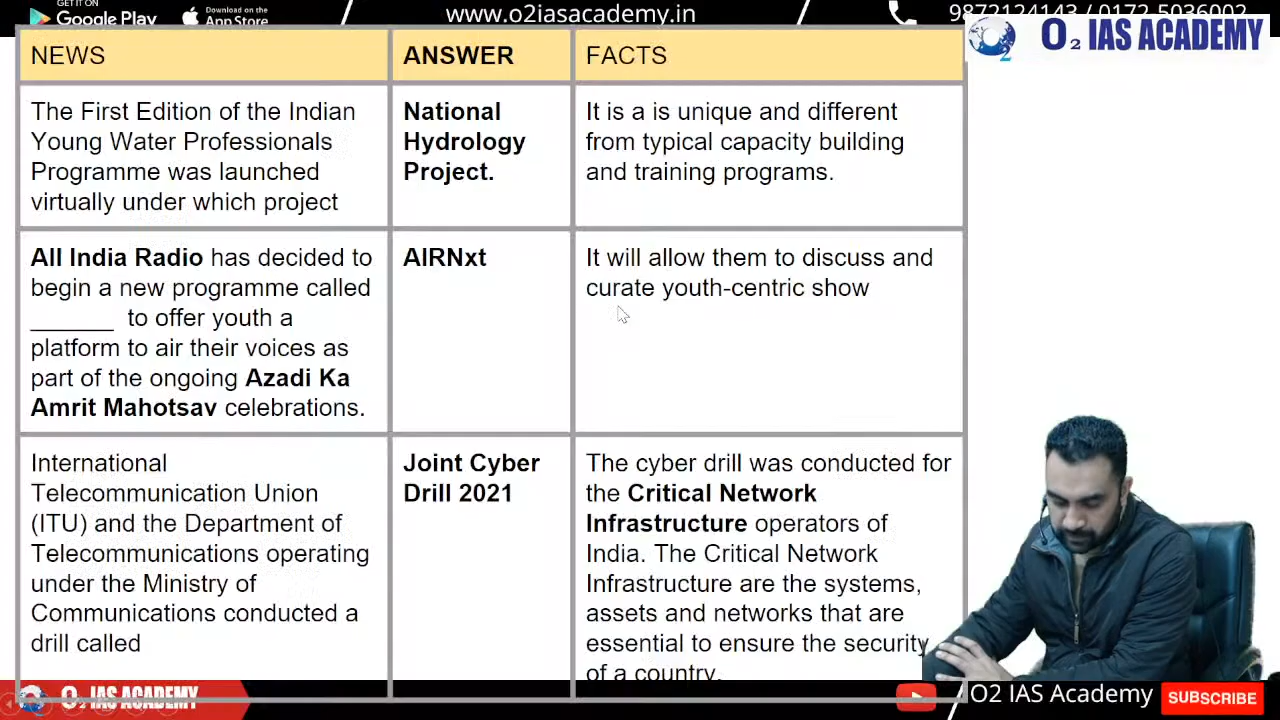 GET IT ON
Google Play
Download on the
App Store
www.o2iasacademy.in
9872124143 / 0172-5036002
O2 IAS ACADEMY
NEWS
ANSWER
FACTS
The First Edition of the Indian
Young Water Professionals
Programme was launched
virtually under which project
National
Hydrology
Project.
It is a is unique and different
from typical capacity building
and training programs.
All India Radio has decided to
begin a new programme called
______ to offer youth a
platform to air their voices as
part of the ongoing Azadi Ka
Amrit Mahotsav celebrations.
AIRNxt
It will allow them to discuss and
curate youth-centric show
International
Telecommunication Union
(ITU) and the Department of
Telecommunications operating
under the Ministry of
Communications conducted a
drill called
Joint Cyber
Drill 2021
The cyber drill was conducted for
the Critical Network
Infrastructure operators of
India. The Critical Network
Infrastructure are the systems,
assets and networks that are
essential to ensure the security
of a country.
O2 IAS ACADEMY
O2 IAS Academy
SUBSCRIBE